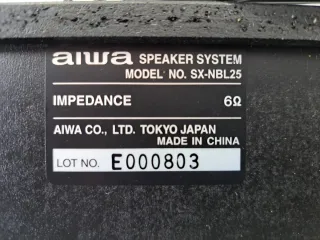 aiwa SPEAKER SYSTEM
MODEL NO. SX-NBL25
IMPEDANCE 6Ω
AIWA CO., LTD. TOKYO JAPAN
MADE IN CHINA
LOT NO. E000803